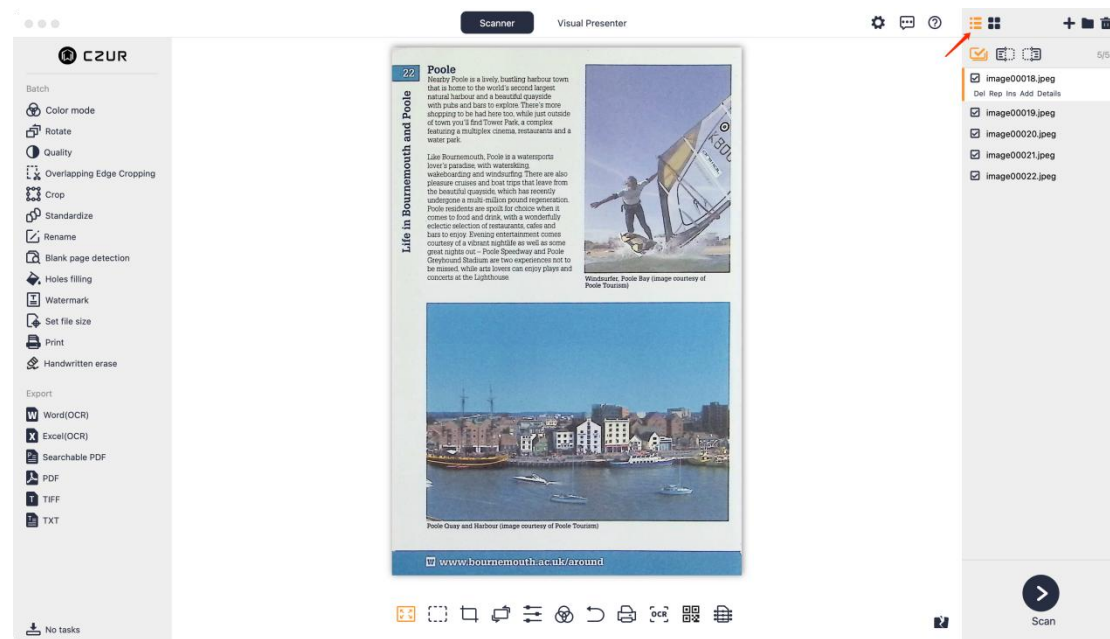 Scanner
Visual Presenter
CZUR
Batch
Color mode
Rotate
Quality
Overlapping Edge Cropping
Crop
Standardize
Rename
Blank page detection
Holes filling
Watermark
Set file size
Print
Handwritten erase
Export
Word(OCR)
Excel(OCR)
Searchable PDF
PDF
TIFF
TXT
No tasks
22
Life in Bournemouth and Poole
Poole
Nearby Poole is a lively, bustling harbour town
that is home to the world's second largest
natural harbour and a beautiful quayside
with pubs and bars to explore. There's more
shopping to be had here too, while just outside
of town you'll find Tower Park, a complex
featuring a multiplex cinema, restaurants and a
water park.
Like Bournemouth, Poole is a watersports
lover's paradise, with waterskiing,
wakeboarding and windsurfing. There are also
pleasure cruises and boat trips that leave from
the beautiful quayside, which has recently
undergone a multi-million pound regeneration.
Poole residents are spoilt for choice when it
comes to food and drink, with a wonderfully
eclectic selection of restaurants, cafes and
bars to enjoy. Evening entertainment comes
courtesy of a vibrant nightlife as well as some
great nights out – Poole Speedway and Poole
Greyhound Stadium are two experiences not to
be missed, while arts lovers can enjoy plays and
concerts at the Lighthouse.
Windsurfer, Poole Bay (image courtesy of
Poole Tourism)
Poole Quay and Harbour (image courtesy of Poole Tourism)
W www.bournemouth.ac.uk/around
OCR
5/5
image00018.jpeg
Del Rep Ins Add Details
image00019.jpeg
image00020.jpeg
image00021.jpeg
image00022.jpeg
Scan